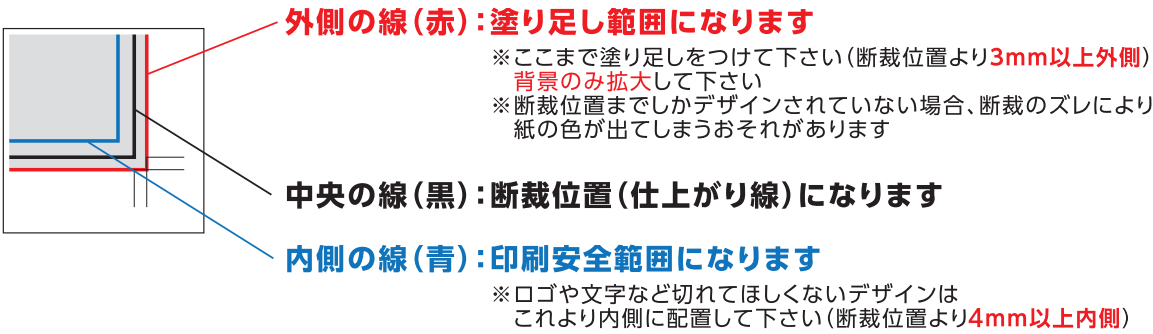 外側の線（赤）：塗り足し範囲になります
※ここまで塗り足しをつけて下さい（断裁位置より3mm以上外側）
背景のみ拡大して下さい
※断裁位置までしかデザインされていない場合、断裁のズレにより
紙の色が出てしまうおそれがあります
中央の線（黒）：断裁位置（仕上がり線）になります
内側の線（青）：印刷安全範囲になります
※ロゴや文字など切れてほしくないデザインは
これより内側に配置して下さい（断裁位置より4mm以上内側）